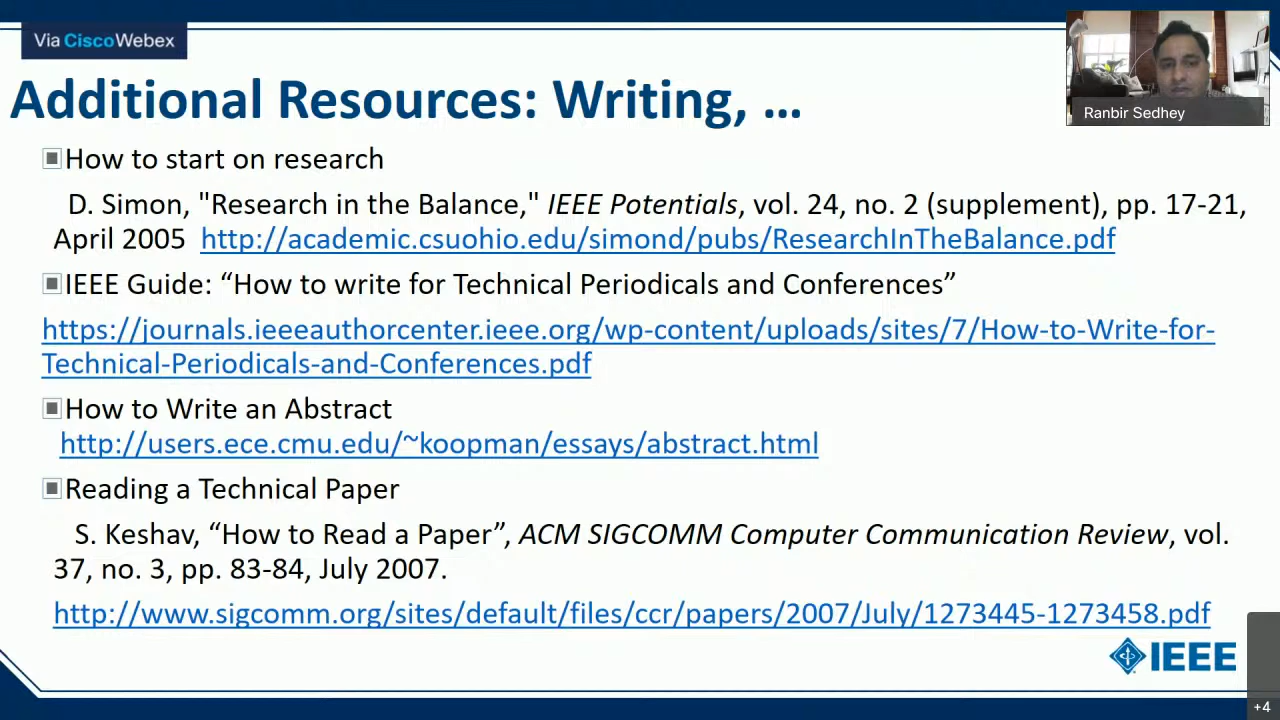 Via CiscoWebex
Ranbir Sedhey
Additional Resources: Writing, ...
How to start on research
D. Simon, "Research in the Balance," IEEE Potentials, vol. 24, no. 2 (supplement), pp. 17-21,
April 2005 http://academic.csuohio.edu/simond/pubs/ResearchInTheBalance.pdf
IEEE Guide: “How to write for Technical Periodicals and Conferences”
https://journals.ieeeauthorcenter.ieee.org/wp-content/uploads/sites/7/How-to-Write-for-
Technical-Periodicals-and-Conferences.pdf
How to Write an Abstract
http://users.ece.cmu.edu/~koopman/essays/abstract.html
Reading a Technical Paper
S. Keshav, “How to Read a Paper”, ACM SIGCOMM Computer Communication Review, vol.
37, no. 3, pp. 83-84, July 2007.
http://www.sigcomm.org/sites/default/files/ccr/papers/2007/July/1273445-1273458.pdf
IEEE
+4